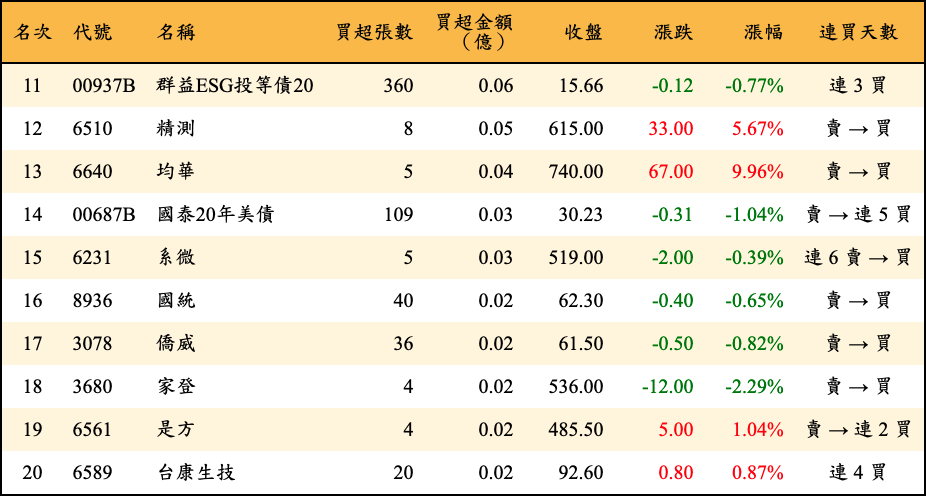 名次 代號 名稱 買超張數 買超金額（億） 收盤 漲跌 漲幅 連買天數
11 00937B 群益ESG投等債20 360 0.06 15.66 -0.12 -0.77% 連 3 買
12 6510 精測 8 0.05 615.00 33.00 5.67% 賣 → 買
13 6640 均華 5 0.04 740.00 67.00 9.96% 賣 → 買
14 00687B 國泰20年美債 109 0.03 30.23 -0.31 -1.04% 賣 → 連 5 買
15 6231 系微 5 0.03 519.00 -2.00 -0.39% 連 6 賣 → 買
16 8936 國統 40 0.02 62.30 -0.40 -0.65% 賣 → 買
17 3078 僑威 36 0.02 61.50 -0.50 -0.82% 賣 → 買
18 3680 家登 4 0.02 536.00 -12.00 -2.29% 賣 → 買
19 6561 是方 4 0.02 485.50 5.00 1.04% 賣 → 連 2 買
20 6589 台康生技 20 0.02 92.60 0.80 0.87% 連 4 買